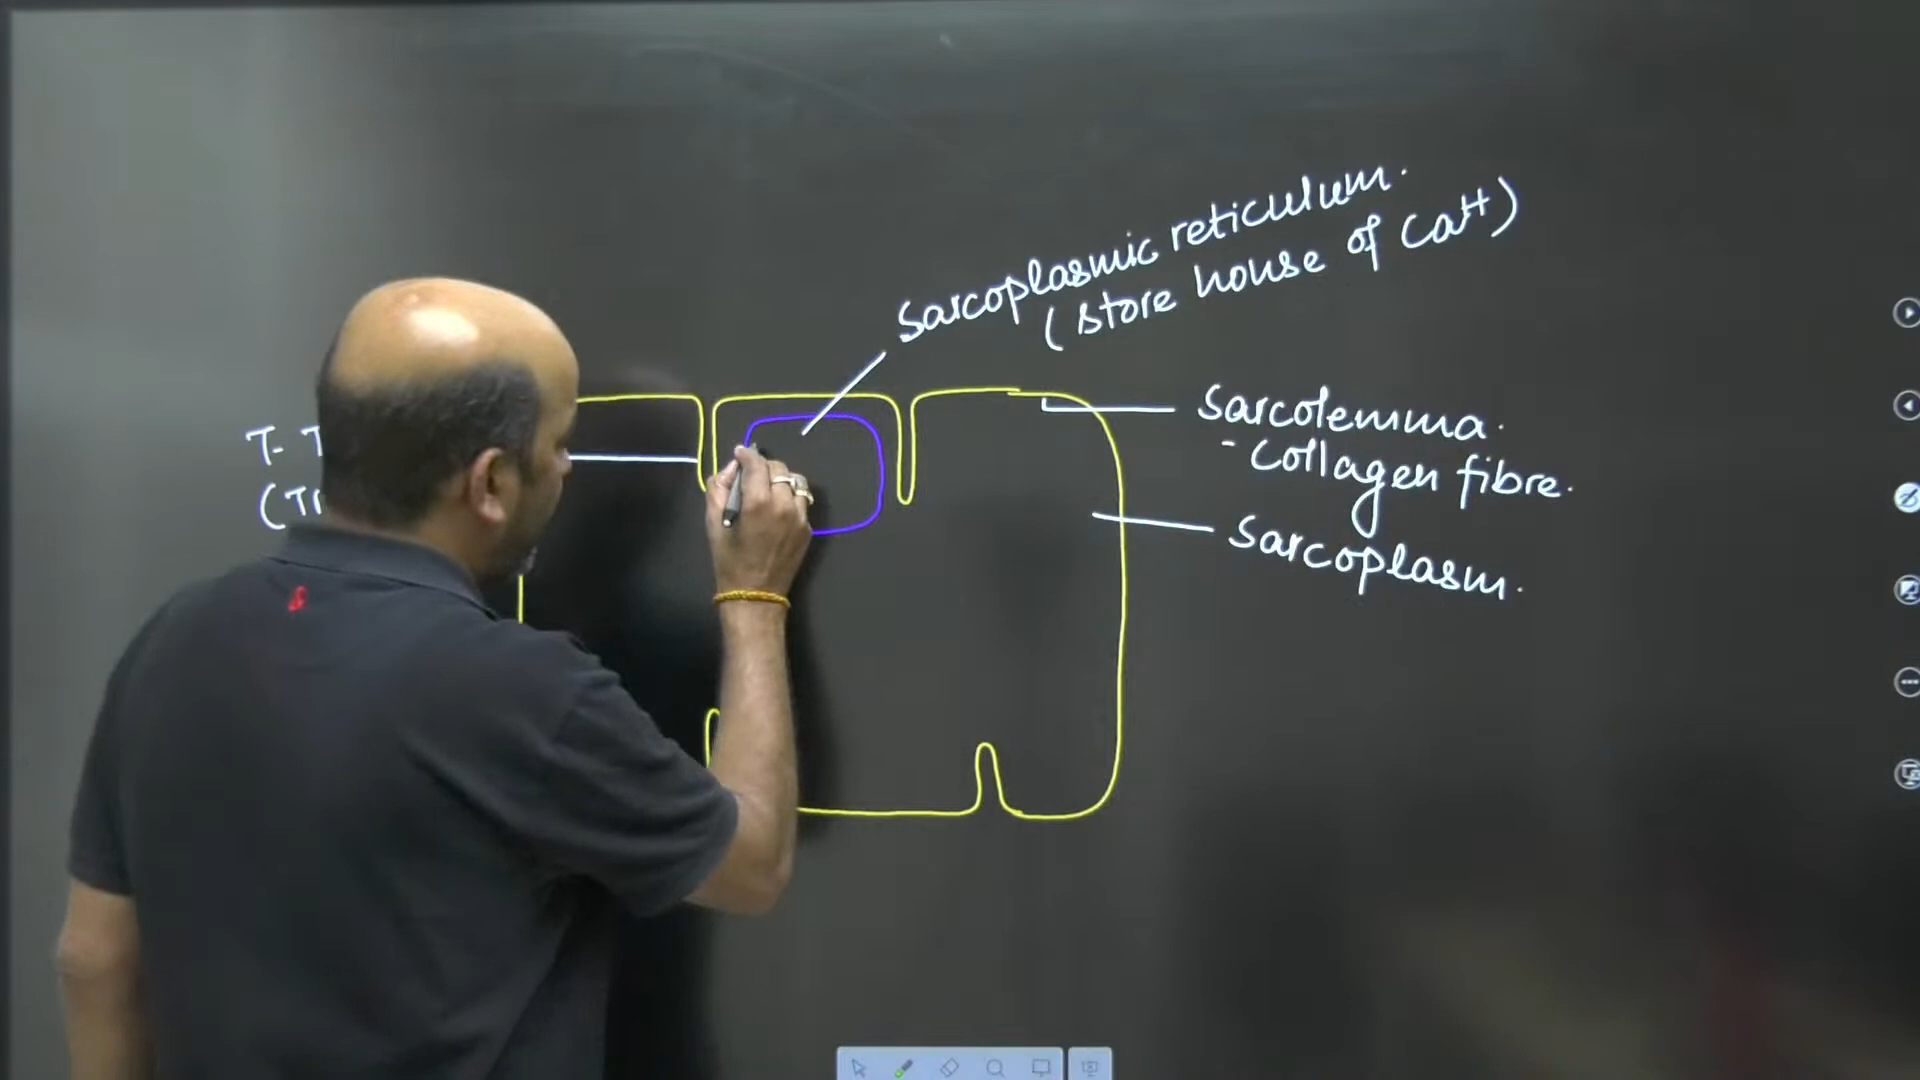 Sarcoplasmic reticulum.
(Store house of Ca++)
Sarcolemma.
- Collagen fibre.
Sarcoplasm.
T-